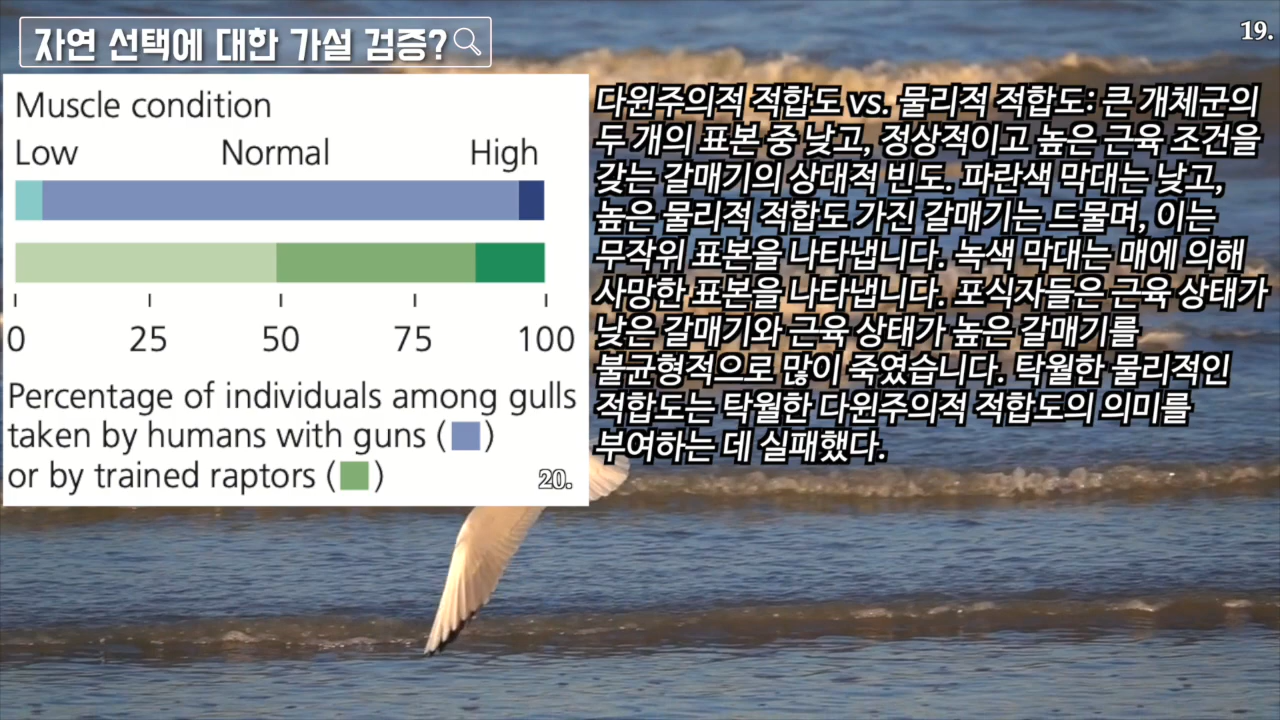 자연 선택에 대한 가설 검증?
19.
Muscle condition
Low Normal High
0 25 50 75 100
Percentage of individuals among gulls
taken by humans with guns ( )
or by trained raptors ( )
20.
다윈주의적 적합도 vs. 물리적 적합도: 큰 개체군의
두 개의 표본 중 낮고, 정상적이고 높은 근육 조건을
갖는 갈매기의 상대적 빈도. 파란색 막대는 낮고,
높은 물리적 적합도 가진 갈매기는 드물며, 이는
무작위 표본을 나타냅니다. 녹색 막대는 매에 의해
사망한 표본을 나타냅니다. 포식자들은 근육 상태가
낮은 갈매기와 근육 상태가 높은 갈매기를
불균형적으로 많이 죽였습니다. 탁월한 물리적인
적합도는 탁월한 다윈주의적 적합도의 의미를
부여하는 데 실패했다.